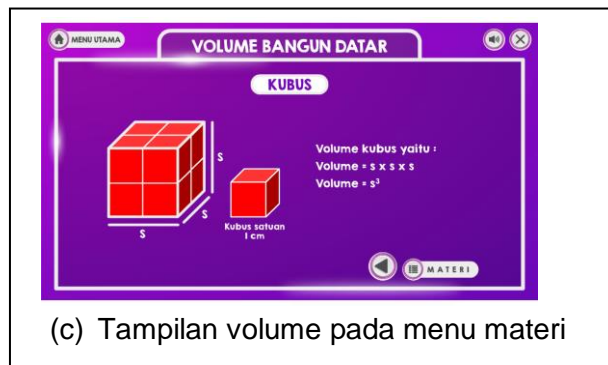 MENU UTAMA
VOLUME BANGUN DATAR
KUBUS
S
S
S
Kubus satuan
1 cm
Volume kubus yaitu :
Volume = s x s x s
Volume = s³
MATERI
(c) Tampilan volume pada menu materi